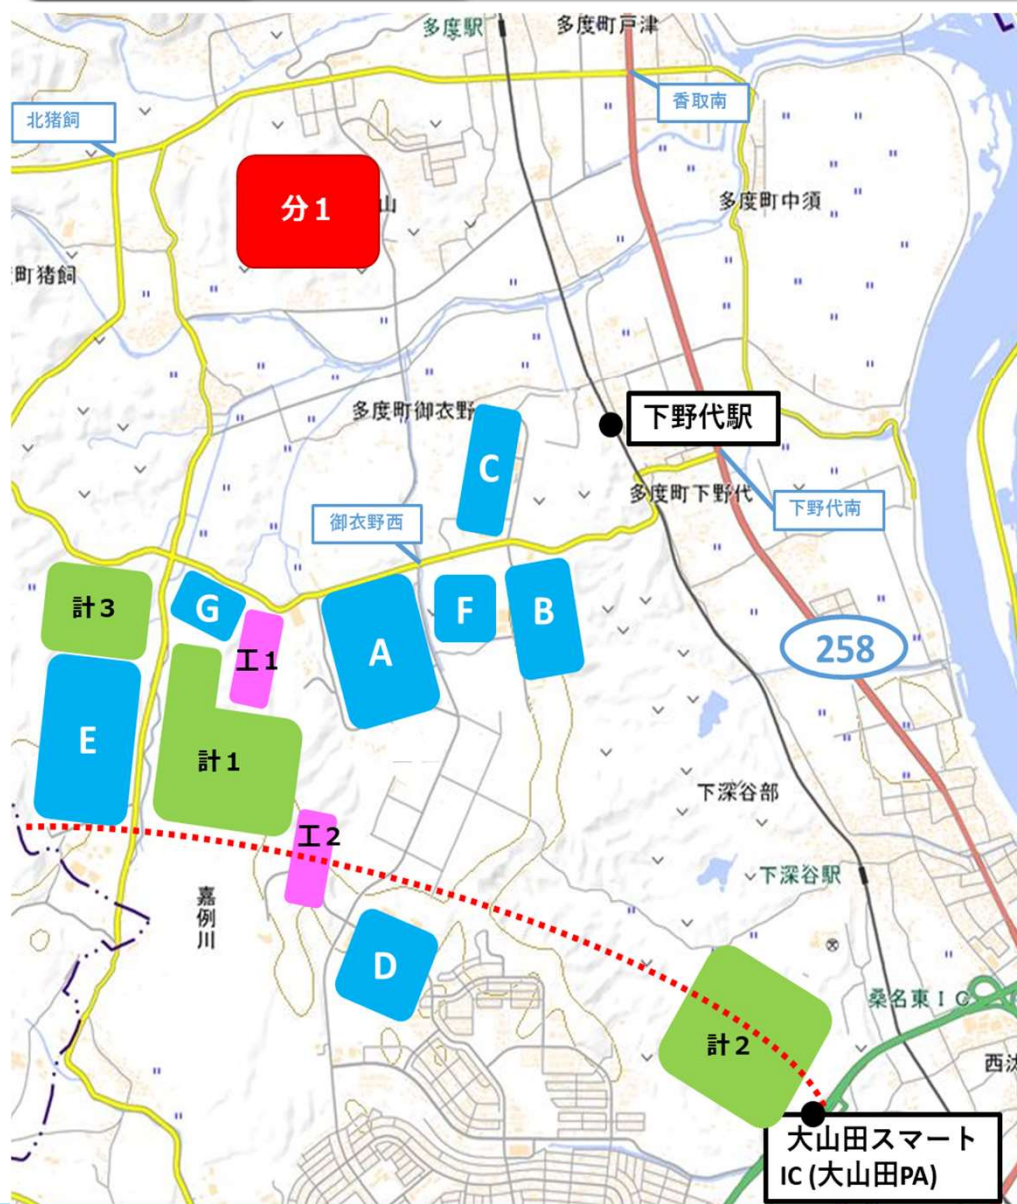 多度駅
多度町戸津
北猪飼
香取南
分1
山
多度町中須
町猪飼
多度町御衣野
下野代駅
C
多度町下野代
御衣野西
下野代南
計3
G
F
B
工1
A
258
E
計1
下深谷部
工2
下深谷駅
嘉例川
D
桑名東IC
計2
西汰
大山田スマート
IC (大山田PA)